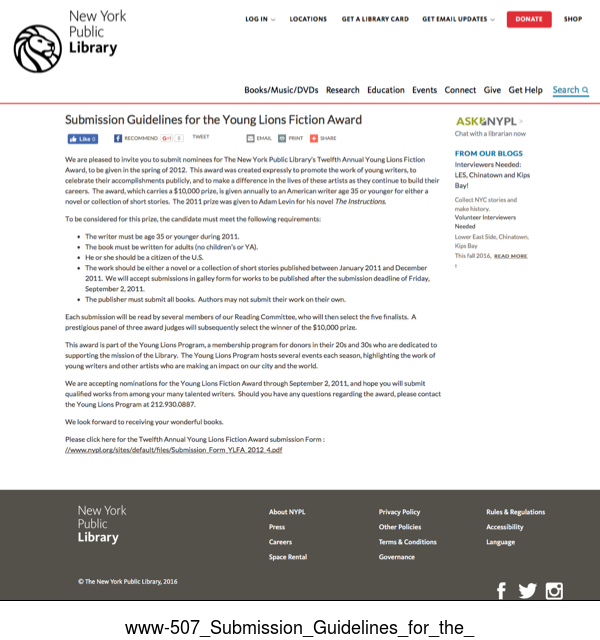 New York
Public
Library
LOG IN
LOCATIONS
GET A LIBRARY CARD
GET EMAIL UPDATES
DONATE
SHOP
Books/Music/DVDs Research Education Events Connect Give Get Help Search
Submission Guidelines for the Young Lions Fiction Award
Like 0
RECOMMEND
G+1 0
TWEET
EMAIL
PRINT
SHARE
We are pleased to invite you to submit nominees for The New York Public Library's Twelfth Annual Young Lions Fiction
Award, to be given in the spring of 2012. This award was created expressly to promote the work of young writers, to
celebrate their accomplishments publicly, and to make a difference in the lives of these artists as they continue to build their
careers. The award, which carries a $10,000 prize, is given annually to an American writer age 35 or younger for either a
novel or collection of short stories. The 2011 prize was given to Adam Levin for his novel The Instructions.
To be considered for this prize, the candidate must meet the following requirements:
• The writer must be age 35 or younger during 2011.
• The book must be written for adults (no children's or YA).
• He or she should be a citizen of the U.S.
• The work should be either a novel or a collection of short stories published between January 2011 and December
2011. We will accept submissions in galley form for works to be published after the submission deadline of Friday,
September 2, 2011.
• The publisher must submit all books. Authors may not submit their work on their own.
Each submission will be read by several members of our Reading Committee, who will then select the five finalists. A
prestigious panel of three award judges will subsequently select the winner of the $10,000 prize.
This award is part of the Young Lions Program, a membership program for donors in their 20s and 30s who are dedicated to
supporting the mission of the Library. The Young Lions Program hosts several events each season, highlighting the work of
young writers and other artists who are making an impact on our city and the world.
We are accepting nominations for the Young Lions Fiction Award through September 2, 2011, and hope you will submit
qualified works from among your many talented writers. Should you have any questions regarding the award, please contact
the Young Lions Program at 212.930.0887.
We look forward to receiving your wonderful books.
Please click here for the Twelfth Annual Young Lions Fiction Award submission Form :
//www.nypl.org/sites/default/files/Submission_Form_YLFA_2012_4.pdf
ASK NYPL >
Chat with a librarian now
FROM OUR BLOGS
Interviewers Needed:
LES, Chinatown and Kips
Bay!
Collect NYC stories and
make history.
Volunteer Interviewers
Needed
Lower East Side, Chinatown,
Kips Bay
This fall 2016, READ MORE
›
New York
Public
Library
About NYPL
Press
Careers
Space Rental
Privacy Policy
Other Policies
Terms & Conditions
Governance
Rules & Regulations
Accessibility
Language
© The New York Public Library, 2016
www-507_Submission_Guidelines_for_the_